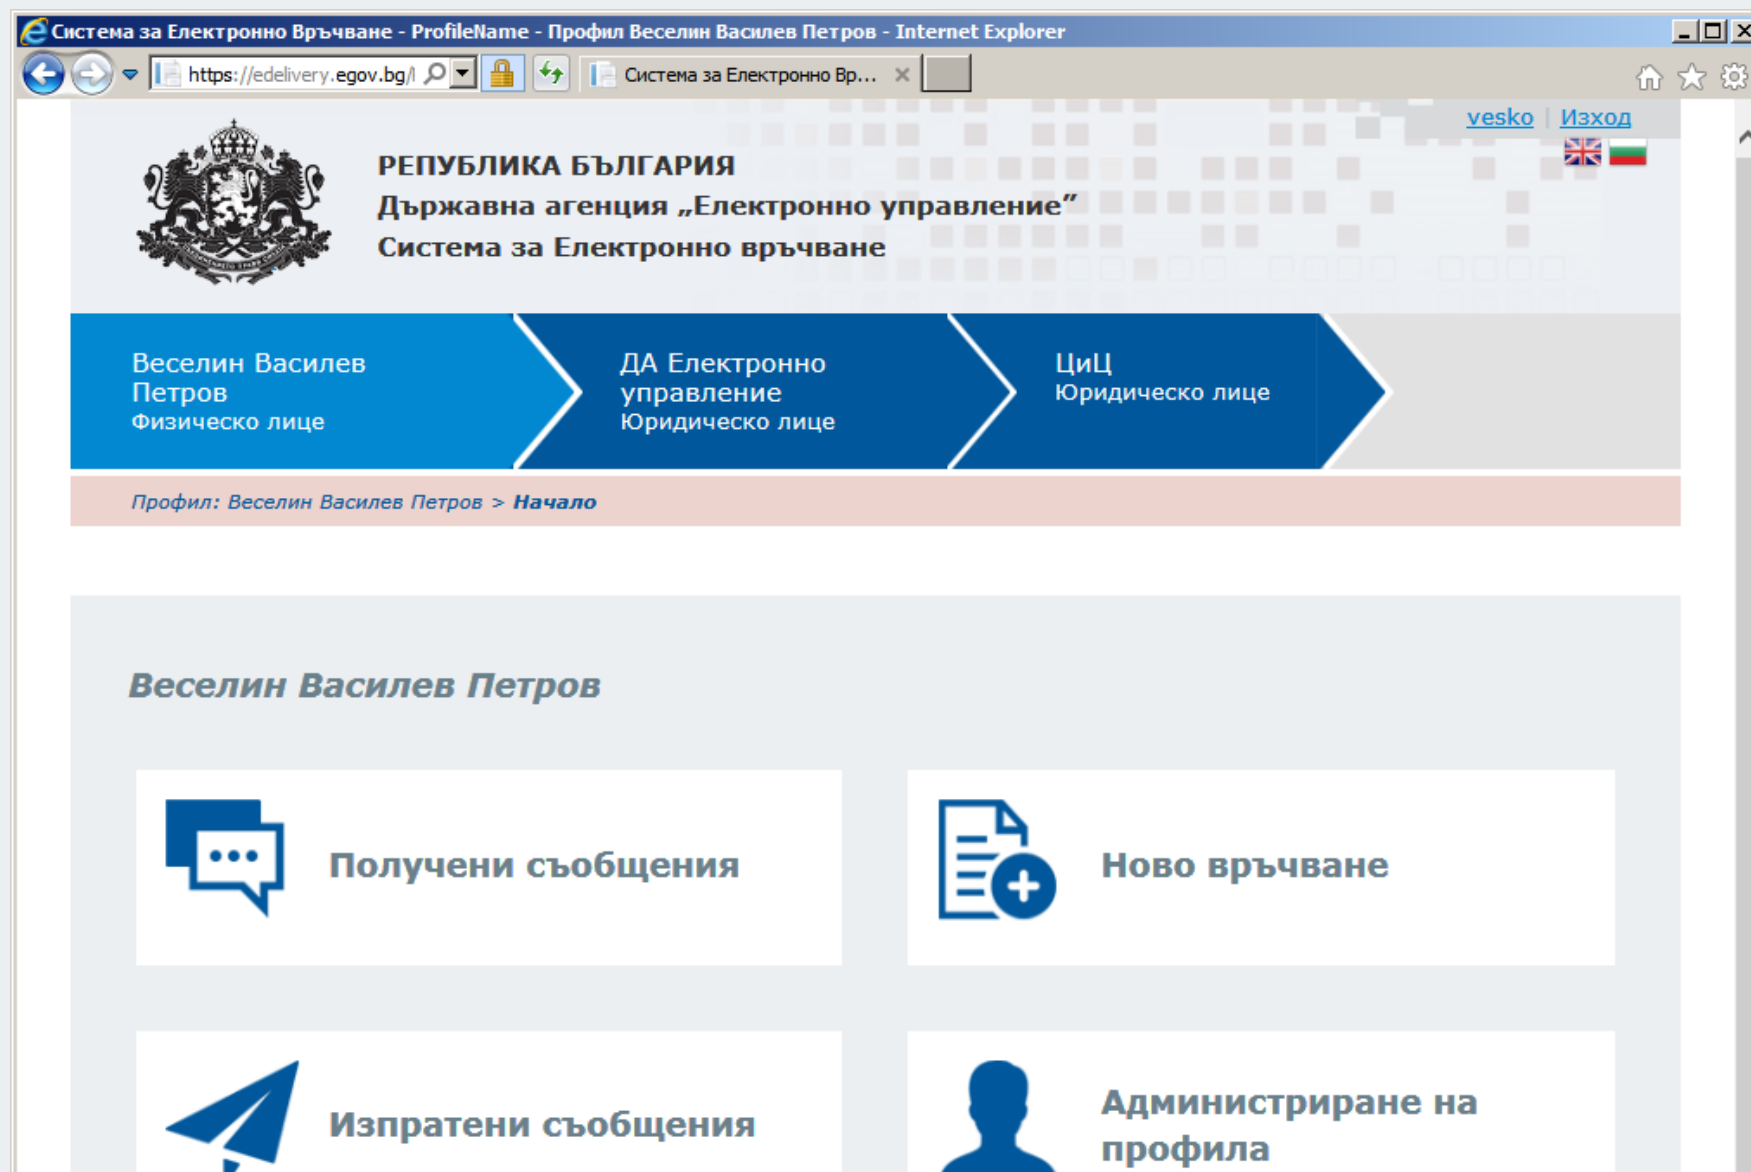 Система за Електронно Връчване - ProfileName - Профил Веселин Василев Петров - Internet Explorer
https://edelivery.egov.bg/
Система за Електронно Вр...
vesko | Изход
РЕПУБЛИКА БЪЛГАРИЯ
Държавна агенция „Електронно управление”
Система за Електронно връчване
Веселин Василев
Петров
Физическо лице
ДА Електронно
управление
Юридическо лице
ЦиЦ
Юридическо лице
Профил: Веселин Василев Петров > Начало
Веселин Василев Петров
Получени съобщения
Ново връчване
Изпратени съобщения
Администриране на
профила